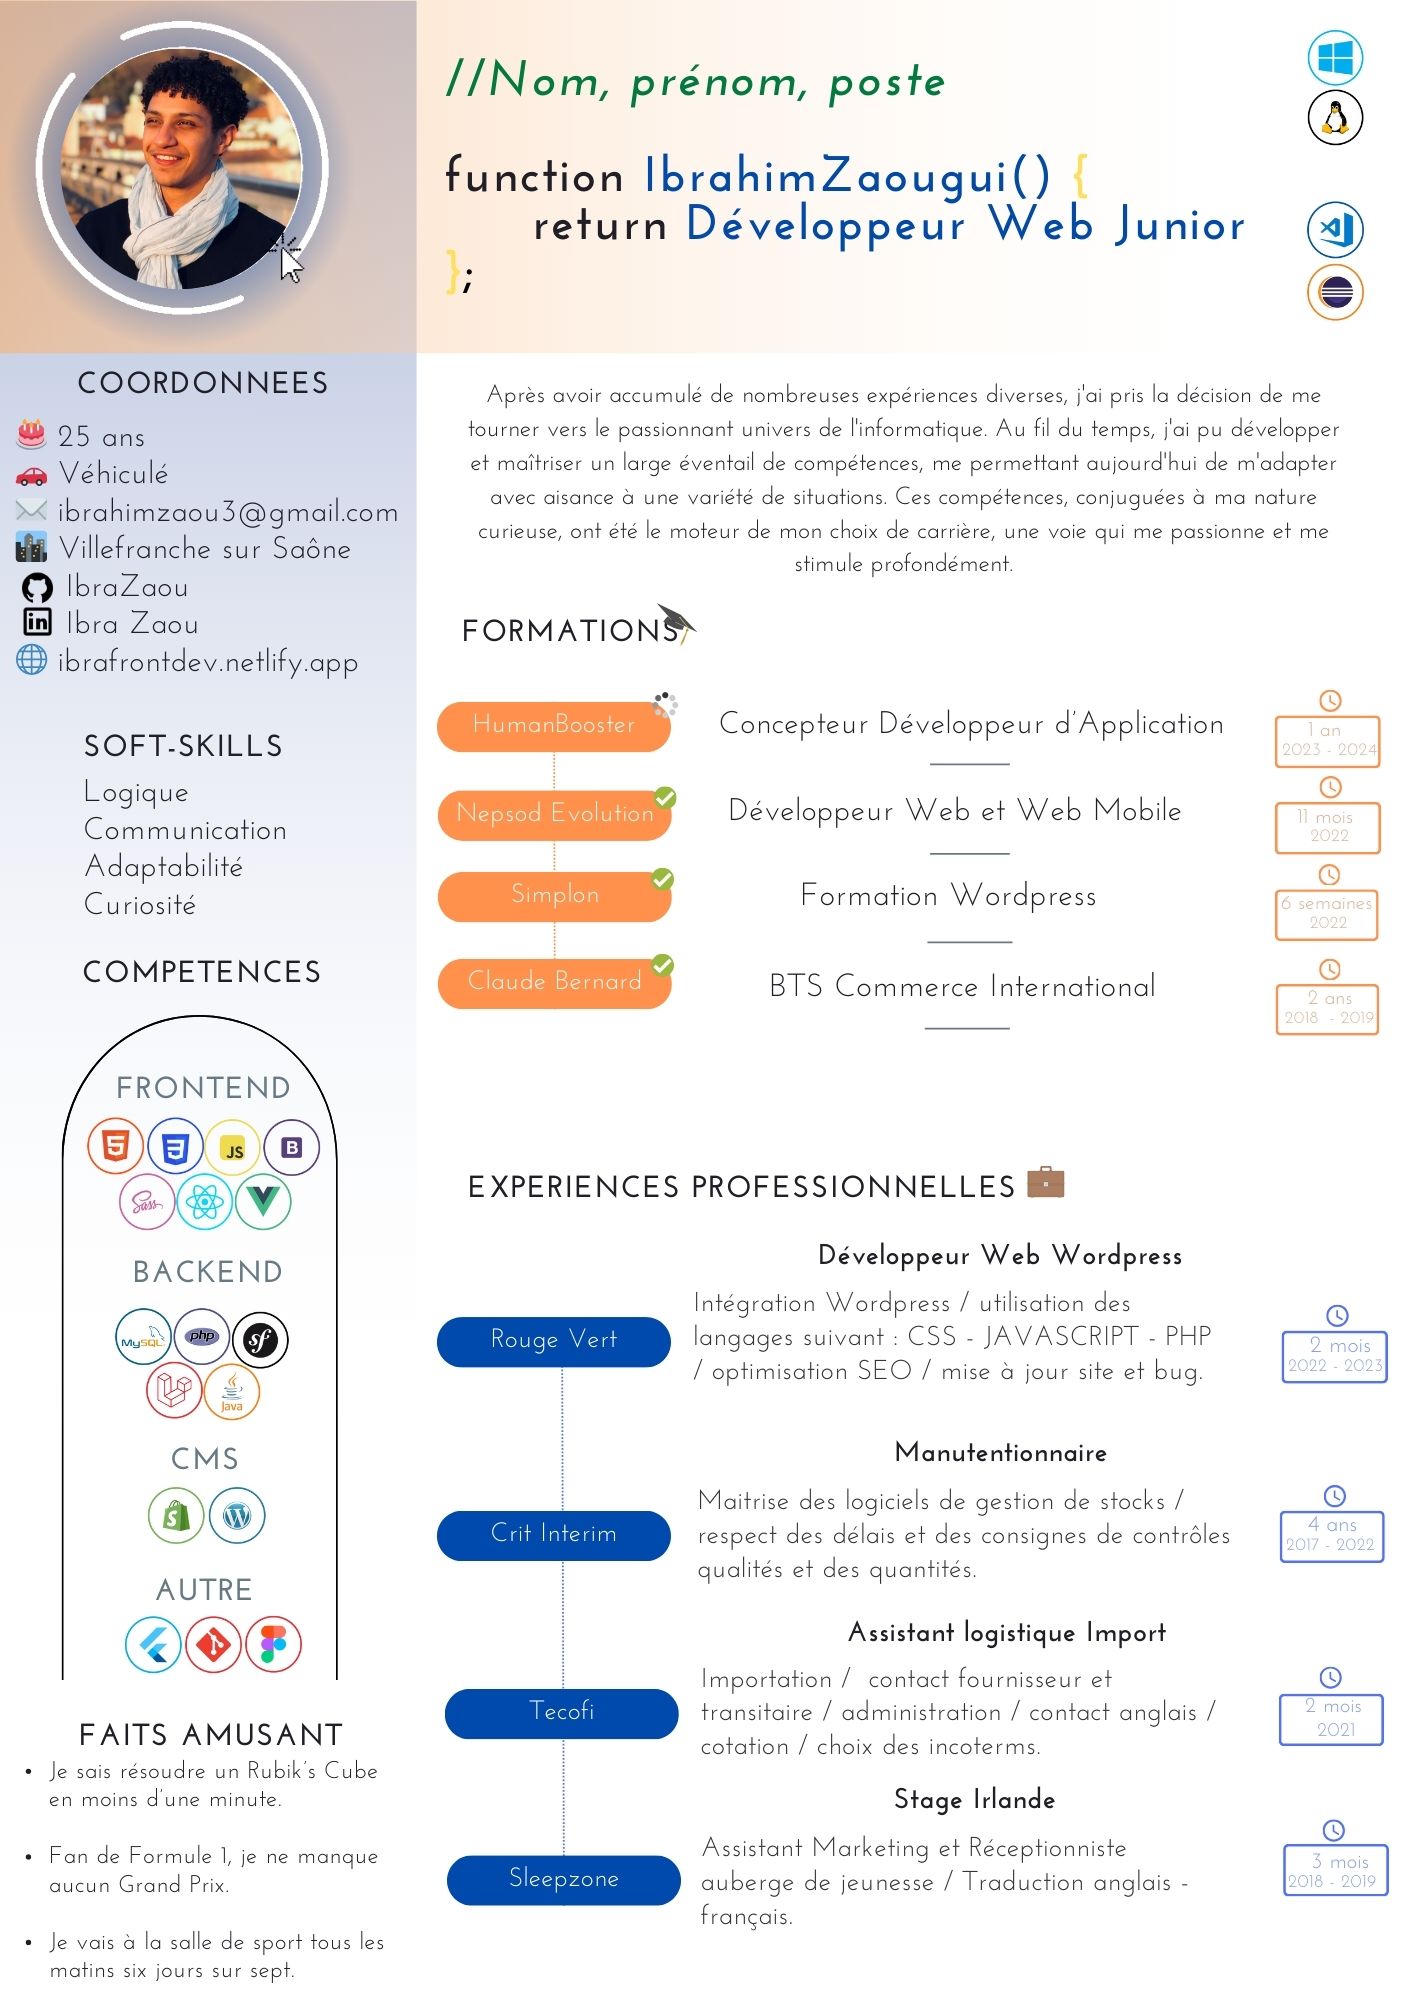 //Nom, prénom, poste
function IbrahimZaougui() {
return Développeur Web Junior
};
COORDONNEES
25 ans
Véhiculé
ibrahimzaou3@gmail.com
Villefranche sur Saône
IbraZaou
in Ibra Zaou
ibrafrontdev.netlify.app
SOFT-SKILLS
Logique
Communication
Adaptabilité
Curiosité
COMPETENCES
FRONTEND
5 3 JS B
Sass
BACKEND
MySQL php sf
Java
CMS
S W
AUTRE
FAITS AMUSANT
• Je sais résoudre un Rubik's Cube
en moins d'une minute.
• Fan de Formule 1, je ne manque
aucun Grand Prix.
• Je vais à la salle de sport tous les
matins six jours sur sept.
Après avoir accumulé de nombreuses expériences diverses, j'ai pris la décision de me
tourner vers le passionnant univers de l'informatique. Au fil du temps, j'ai pu développer
et maîtriser un large éventail de compétences, me permettant aujourd'hui de m'adapter
avec aisance à une variété de situations. Ces compétences, conjuguées à ma nature
curieuse, ont été le moteur de mon choix de carrière, une voie qui me passionne et me
stimule profondément.
FORMATIONS
HumanBooster
Concepteur Développeur d'Application
1 an
2023 - 2024
Nepsod Evolution
Développeur Web et Web Mobile
11 mois
2022
Simplon
Formation Wordpress
6 semaines
2022
Claude Bernard
BTS Commerce International
2 ans
2018 - 2019
EXPERIENCES PROFESSIONNELLES
Développeur Web Wordpress
Rouge Vert
Intégration Wordpress / utilisation des
langages suivant : CSS - JAVASCRIPT - PHP
/ optimisation SEO / mise à jour site et bug.
2 mois
2022 - 2023
Manutentionnaire
Crit Interim
Maitrise des logiciels de gestion de stocks /
respect des délais et des consignes de contrôles
qualités et des quantités.
4 ans
2017 - 2022
Assistant logistique Import
Tecofi
Importation / contact fournisseur et
transitaire / administration / contact anglais /
cotation / choix des incoterms.
2 mois
2021
Stage Irlande
Sleepzone
Assistant Marketing et Réceptionniste
auberge de jeunesse / Traduction anglais -
français.
3 mois
2018 - 2019